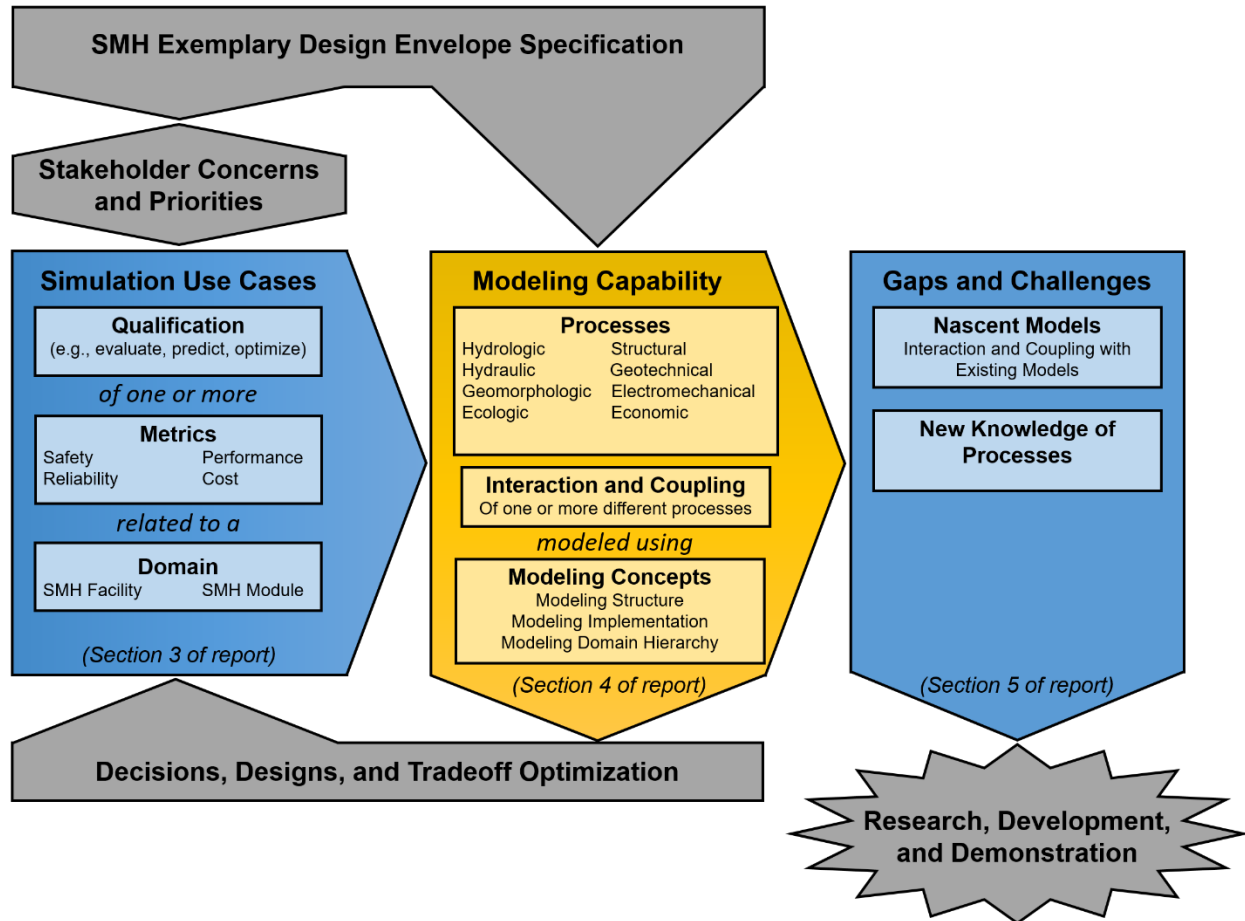 SMH Exemplary Design Envelope Specification
Stakeholder Concerns
and Priorities
Simulation Use Cases
Qualification
(e.g., evaluate, predict, optimize)
of one or more
Metrics
Safety Performance
Reliability Cost
related to a
Domain
SMH Facility SMH Module
(Section 3 of report)
Modeling Capability
Processes
Hydrologic Structural
Hydraulic Geotechnical
Geomorphologic Electromechanical
Ecologic Economic
Interaction and Coupling
Of one or more different processes
modeled using
Modeling Concepts
Modeling Structure
Modeling Implementation
Modeling Domain Hierarchy
(Section 4 of report)
Gaps and Challenges
Nascent Models
Interaction and Coupling with
Existing Models
New Knowledge of
Processes
(Section 5 of report)
Decisions, Designs, and Tradeoff Optimization
Research, Development,
and Demonstration